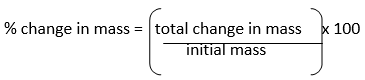 % change in mass = (total change in mass) x 100
initial mass